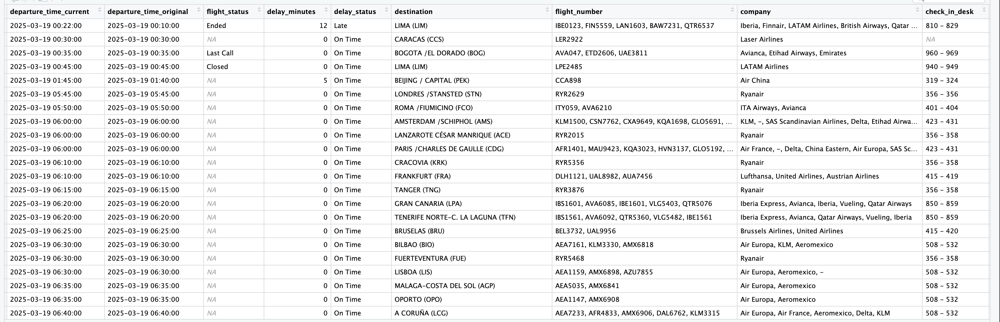 departure_time_current departure_time_original flight_status delay_minutes delay_status destination flight_number company check_in_desk
2025-03-19 00:22:00 2025-03-19 00:10:00 Ended 12 Late LIMA (LIM) IBE0123, FIN5559, LAN1603, BAW7231, QTR6537 Iberia, Finnair, LATAM Airlines, British Airways, Qatar ... 810 - 829
2025-03-19 00:30:00 2025-03-19 00:30:00 NA 0 On Time CARACAS (CCS) LER2922 Laser Airlines NA
2025-03-19 00:35:00 2025-03-19 00:35:00 Last Call 0 On Time BOGOTA /EL DORADO (BOG) AVA047, ETD2606, UAE3811 Avianca, Etihad Airways, Emirates 960 - 969
2025-03-19 00:45:00 2025-03-19 00:45:00 Closed 0 On Time LIMA (LIM) LPE2485 LATAM Airlines 940 - 949
2025-03-19 01:45:00 2025-03-19 01:40:00 NA 5 On Time BEIJING / CAPITAL (PEK) CCA898 Air China 319 - 324
2025-03-19 05:45:00 2025-03-19 05:45:00 NA 0 On Time LONDRES /STANSTED (STN) RYR2629 Ryanair 356 - 356
2025-03-19 05:50:00 2025-03-19 05:50:00 NA 0 On Time ROMA /FIUMICINO (FCO) ITY059, AVA6210 ITA Airways, Avianca 401 - 404
2025-03-19 06:00:00 2025-03-19 06:00:00 NA 0 On Time AMSTERDAM /SCHIPHOL (AMS) KLM1500, CSN7762, CXA9649, KQA1698, GLO5691, ... KLM, -, SAS Scandinavian Airlines, Delta, Etihad Airwa... 423 - 431
2025-03-19 06:00:00 2025-03-19 06:00:00 NA 0 On Time LANZAROTE CÉSAR MANRIQUE (ACE) RYR2015 Ryanair 356 - 358
2025-03-19 06:00:00 2025-03-19 06:00:00 NA 0 On Time PARIS /CHARLES DE GAULLE (CDG) AFR1401, MAU9423, KQA3023, HVN3137, GLO5192, ... Air France, -, Delta, China Eastern, Air Europa, SAS Sc... 423 - 431
2025-03-19 06:10:00 2025-03-19 06:10:00 NA 0 On Time CRACOVIA (KRK) RYR5356 Ryanair 356 - 358
2025-03-19 06:10:00 2025-03-19 06:10:00 NA 0 On Time FRANKFURT (FRA) DLH1121, UAL8982, AUA7456 Lufthansa, United Airlines, Austrian Airlines 415 - 419
2025-03-19 06:15:00 2025-03-19 06:15:00 NA 0 On Time TANGER (TNG) RYR3876 Ryanair 356 - 358
2025-03-19 06:20:00 2025-03-19 06:20:00 NA 0 On Time GRAN CANARIA (LPA) IBS1601, AVA6085, IBE1601, VLG5403, QTR5076 Iberia Express, Avianca, Iberia, Vueling, Qatar Airways 850 - 859
2025-03-19 06:20:00 2025-03-19 06:20:00 NA 0 On Time TENERIFE NORTE-C. LA LAGUNA (TFN) IBS1561, AVA6092, QTR5360, VLG5482, IBE1561 Iberia Express, Avianca, Qatar Airways, Vueling, Iberia 850 - 859
2025-03-19 06:25:00 2025-03-19 06:25:00 NA 0 On Time BRUSELAS (BRU) BEL3732, UAL9956 Brussels Airlines, United Airlines 415 - 420
2025-03-19 06:30:00 2025-03-19 06:30:00 NA 0 On Time BILBAO (BIO) AEA7161, KLM3330, AMX6818 Air Europa, KLM, Aeromexico 508 - 532
2025-03-19 06:30:00 2025-03-19 06:30:00 NA 0 On Time FUERTEVENTURA (FUE) RYR5468 Ryanair 356 - 358
2025-03-19 06:30:00 2025-03-19 06:30:00 NA 0 On Time LISBOA (LIS) AEA1159, AMX6898, AZU7855 Air Europa, Aeromexico, - 508 - 532
2025-03-19 06:35:00 2025-03-19 06:35:00 NA 0 On Time MALAGA-COSTA DEL SOL (AGP) AEA5035, AMX6841 Air Europa, Aeromexico 508 - 532
2025-03-19 06:35:00 2025-03-19 06:35:00 NA 0 On Time OPORTO (OPO) AEA1147, AMX6908 Air Europa, Aeromexico 508 - 532
2025-03-19 06:40:00 2025-03-19 06:40:00 NA 0 On Time A CORUÑA (LCG) AEA7233, AFR4833, AMX6906, DAL6762, KLM3315 Air Europa, Air France, Aeromexico, Delta, KLM 508 - 532